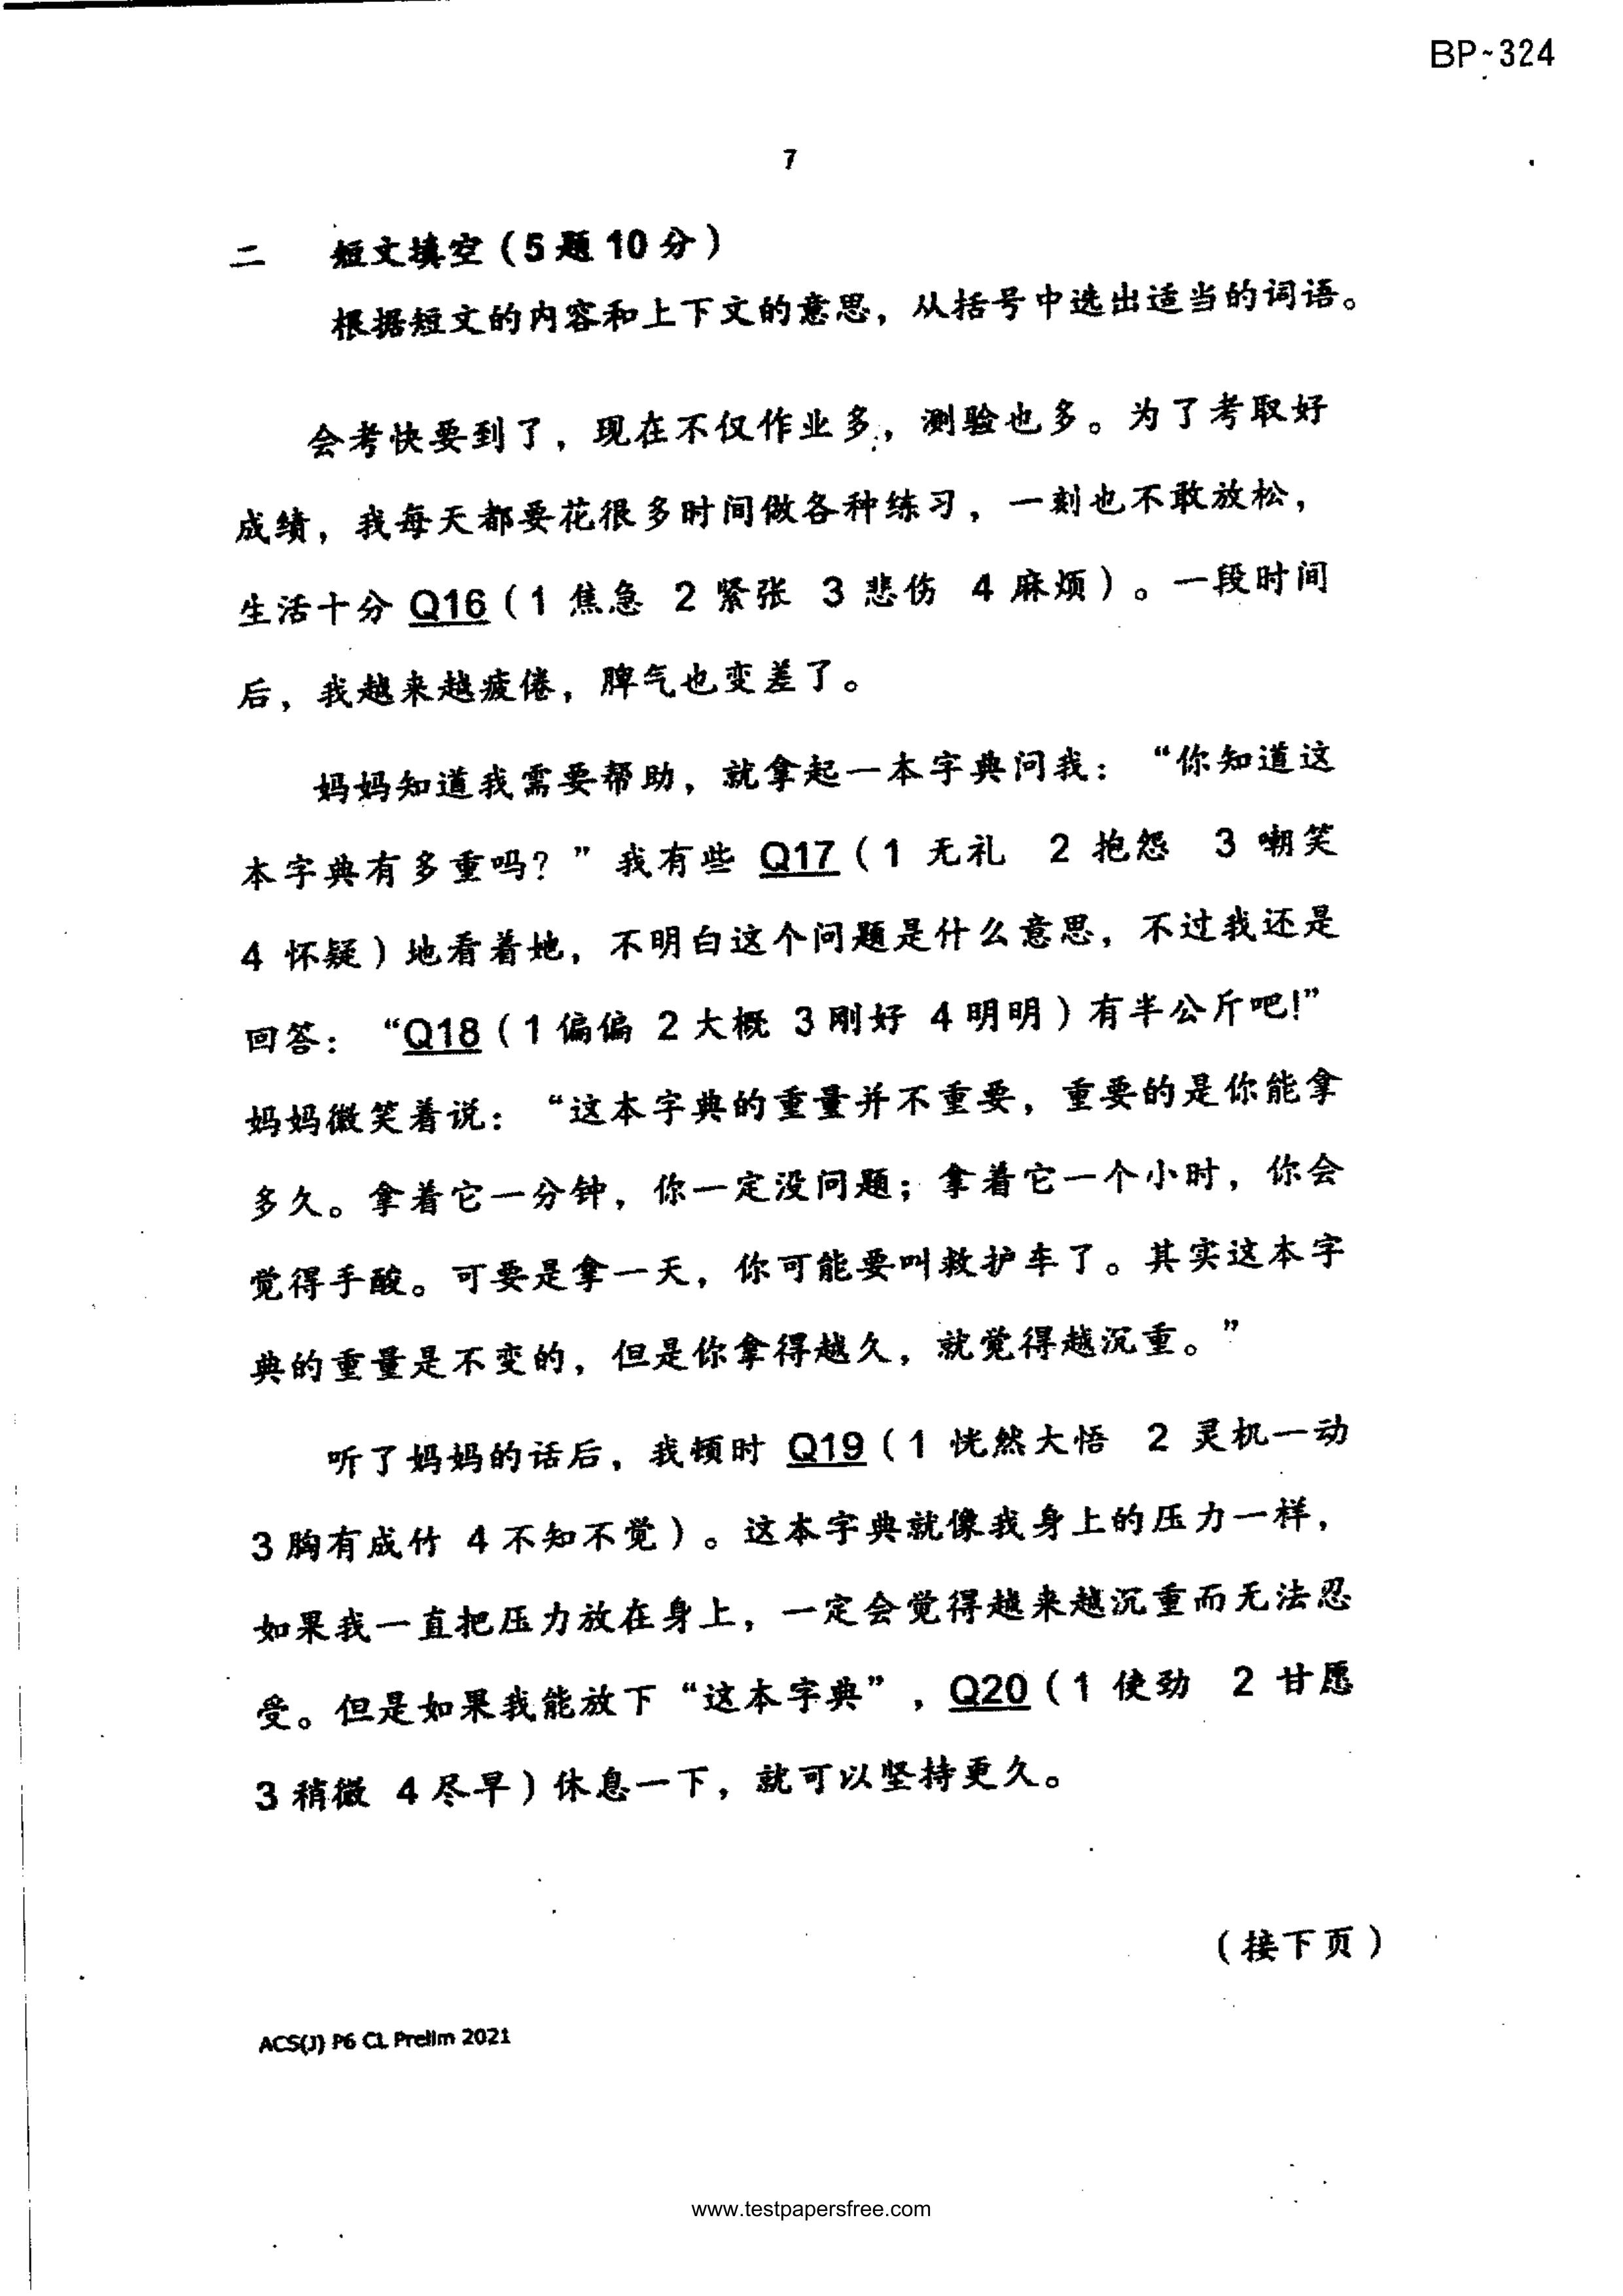 BP-324
7
二 短文填空（5题10分）
根据短文的内容和上下文的意思，从括号中选出适当的词语。
会考快要到了，现在不仅作业多，测验也多。为了考取好
成绩，我每天都要花很多时间做各种练习，一刻也不敢放松，
生活十分 Q16（1 焦急 2 紧张 3 悲伤 4 麻烦）。一段时间
后，我越来越疲倦，脾气也变差了。
妈妈知道我需要帮助，就拿起一本字典问我：“你知道这
本字典有多重吗？”我有些 Q17（1 无礼 2 抱怨 3 嘲笑
4 怀疑）地看着她，不明白这个问题是什么意思，不过我还是
回答：“Q18（1 偏偏 2 大概 3 刚好 4 明明）有半公斤吧！”
妈妈微笑着说：“这本字典的重量并不重要，重要的是你能拿
多久。拿着它一分钟，你一定没问题；拿着它一个小时，你会
觉得手酸。可要是拿一天，你可能要叫救护车了。其实这本字
典的重量是不变的，但是你拿得越久，就觉得越沉重。”
听了妈妈的话后，我顿时 Q19（1 恍然大悟 2 灵机一动
3 胸有成竹 4 不知不觉）。这本字典就像我身上的压力一样，
如果我一直把压力放在身上，一定会觉得越来越沉重而无法忍
受。但是如果我能放下“这本字典”，Q20（1 使劲 2 甘愿
3 稍微 4 尽早）休息一下，就可以坚持更久。
（接下页）
ACS(J) P6 CL Prelim 2021
www.testpapersfree.com